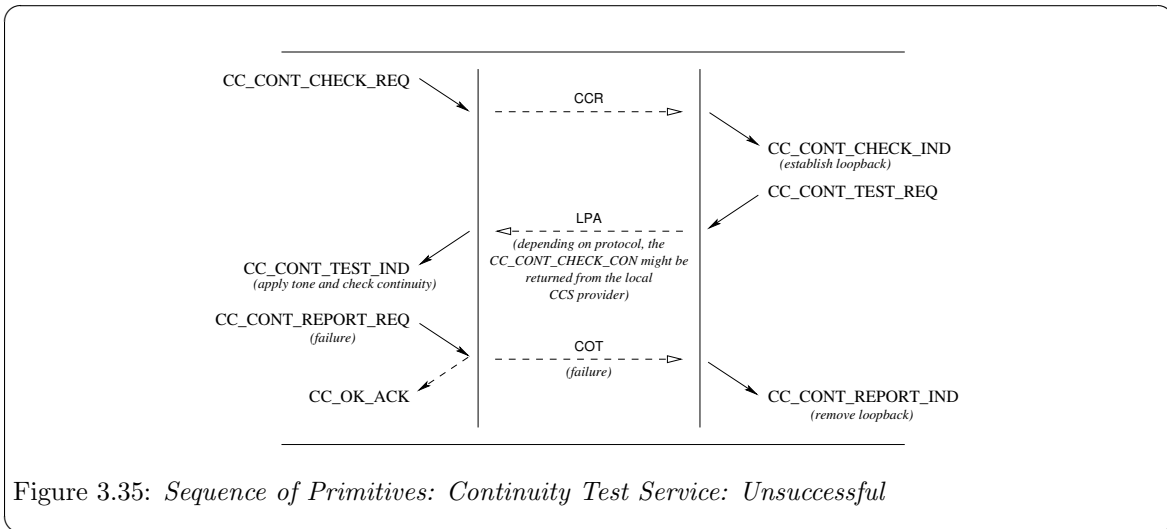 CC_CONT_CHECK_REQ
CCR
CC_CONT_CHECK_IND
(establish loopback)
CC_CONT_TEST_REQ
LPA
(depending on protocol, the
CC_CONT_CHECK_CON might be
returned from the local
CCS provider)
CC_CONT_TEST_IND
(apply tone and check continuity)
CC_CONT_REPORT_REQ
(failure)
COT
(failure)
CC_OK_ACK
CC_CONT_REPORT_IND
(remove loopback)
Figure 3.35: Sequence of Primitives: Continuity Test Service: Unsuccessful